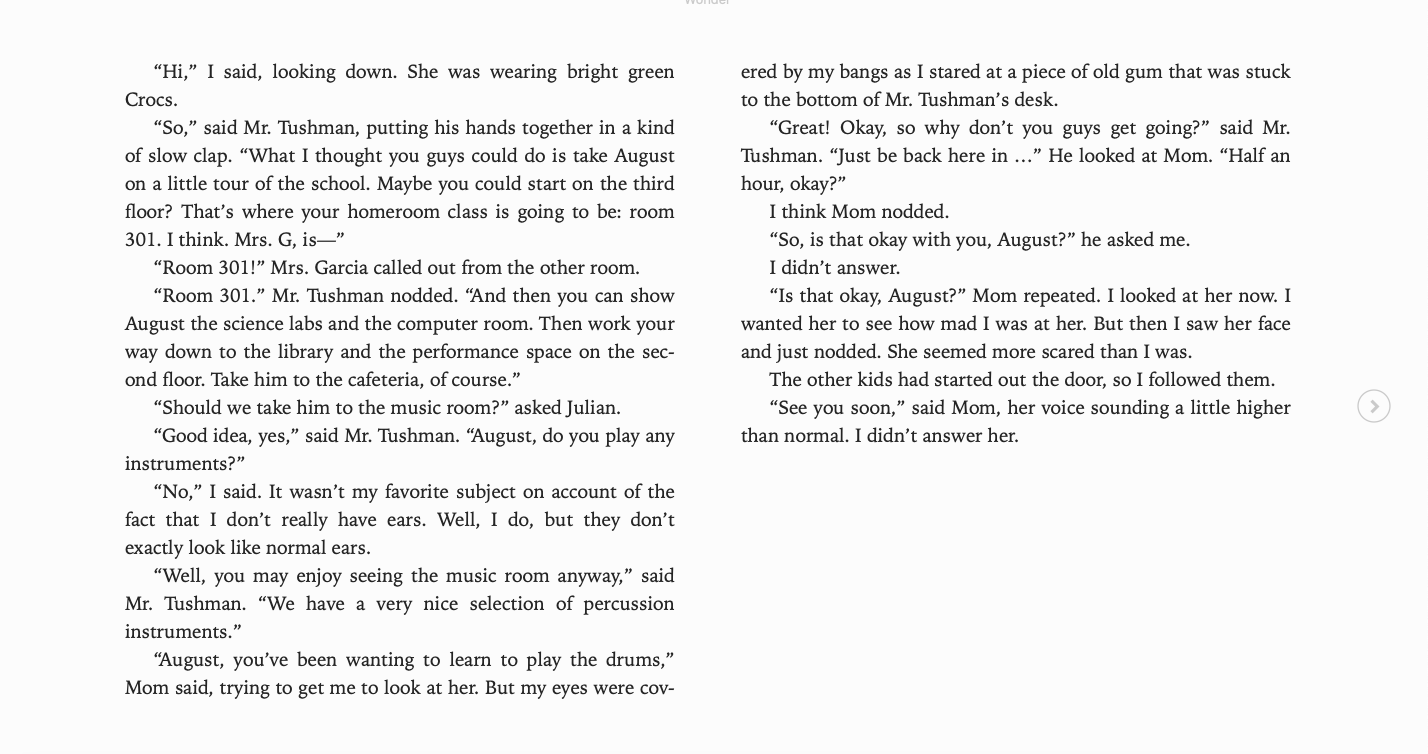 Wonder
“Hi,” I said, looking down. She was wearing bright green
Crocs.
“So,” said Mr. Tushman, putting his hands together in a kind
of slow clap. “What I thought you guys could do is take August
on a little tour of the school. Maybe you could start on the third
floor? That’s where your homeroom class is going to be: room
301. I think. Mrs. G, is—”
“Room 301!” Mrs. Garcia called out from the other room.
“Room 301.” Mr. Tushman nodded. “And then you can show
August the science labs and the computer room. Then work your
way down to the library and the performance space on the sec-
ond floor. Take him to the cafeteria, of course.”
“Should we take him to the music room?” asked Julian.
“Good idea, yes,” said Mr. Tushman. “August, do you play any
instruments?”
“No,” I said. It wasn’t my favorite subject on account of the
fact that I don’t really have ears. Well, I do, but they don’t
exactly look like normal ears.
“Well, you may enjoy seeing the music room anyway,” said
Mr. Tushman. “We have a very nice selection of percussion
instruments.”
“August, you’ve been wanting to learn to play the drums,”
Mom said, trying to get me to look at her. But my eyes were cov-
ered by my bangs as I stared at a piece of old gum that was stuck
to the bottom of Mr. Tushman’s desk.
“Great! Okay, so why don’t you guys get going?” said Mr.
Tushman. “Just be back here in …” He looked at Mom. “Half an
hour, okay?”
I think Mom nodded.
“So, is that okay with you, August?” he asked me.
I didn’t answer.
“Is that okay, August?” Mom repeated. I looked at her now. I
wanted her to see how mad I was at her. But then I saw her face
and just nodded. She seemed more scared than I was.
The other kids had started out the door, so I followed them.
“See you soon,” said Mom, her voice sounding a little higher
than normal. I didn’t answer her.